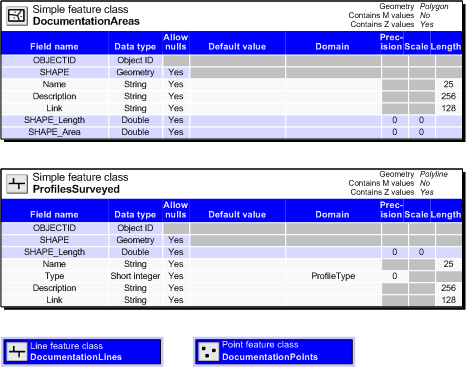 Simple feature class
DocumentationAreas
Geometry Polygon
Contains M values No
Contains Z values Yes
Field name Data type Allow nulls Default value Domain Prec-ision Scale Length
OBJECTID Object ID
SHAPE Geometry Yes
Name String Yes 25
Description String Yes 256
Link String Yes 128
SHAPE_Length Double Yes 0 0
SHAPE_Area Double Yes 0 0
Simple feature class
ProfilesSurveyed
Geometry Polyline
Contains M values No
Contains Z values Yes
Field name Data type Allow nulls Default value Domain Prec-ision Scale Length
OBJECTID Object ID
SHAPE Geometry Yes
SHAPE_Length Double Yes 0 0
Name String Yes 25
Type Short integer Yes ProfileType 0
Description String Yes 256
Link String Yes 128
Line feature class
DocumentationLines
Point feature class
DocumentationPoints